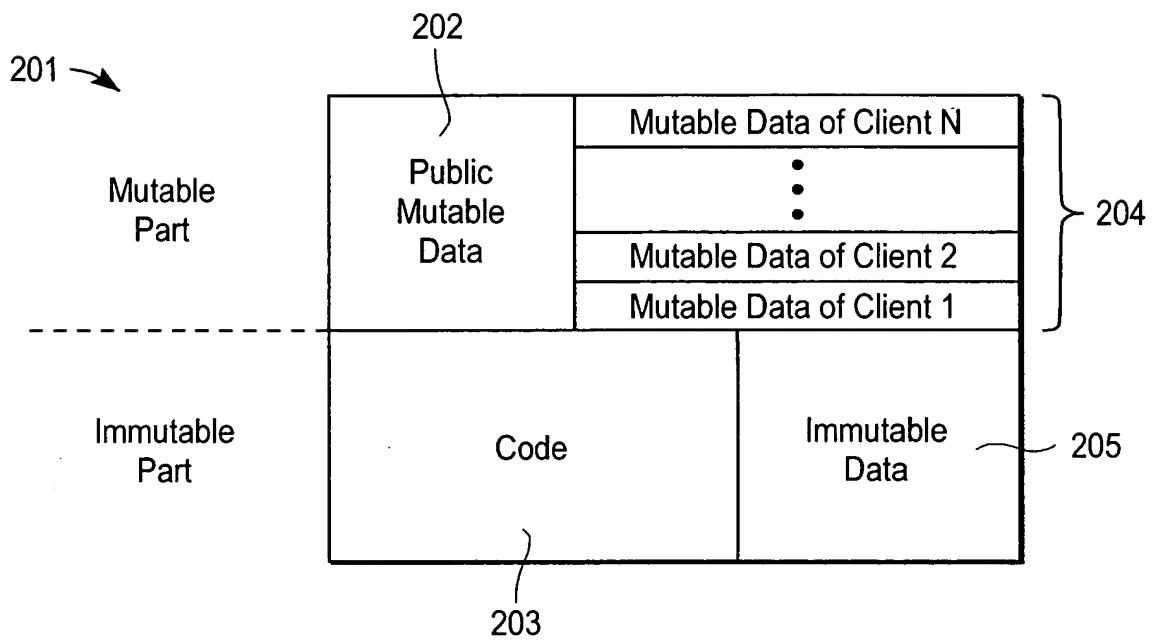 202
201
Mutable Data of Client N
Public
Mutable
Data
Mutable
Part
204
Mutable Data of Client 2
Mutable Data of Client 1
Immutable
Part
Code
Immutable
Data
205
203